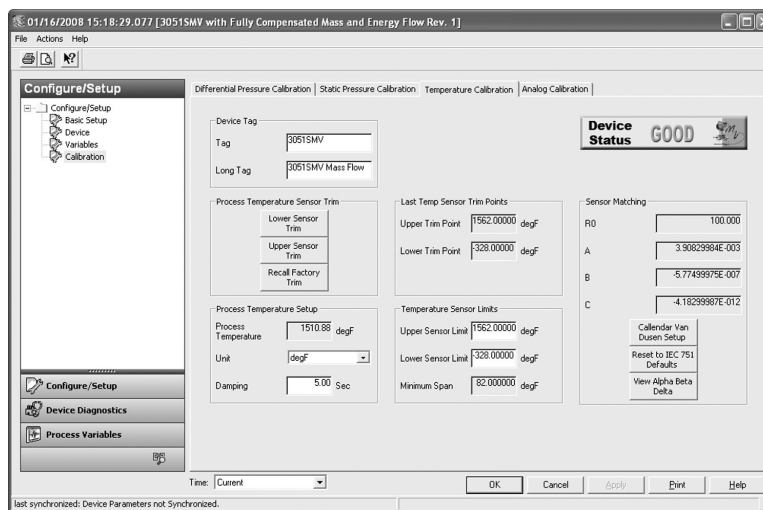 01/16/2008 15:18:29.077 [3051SMV with Fully Compensated Mass and Energy Flow Rev. 1]
File Actions Help
Configure/Setup
Configure/Setup
Basic Setup
Device
Variables
Calibration
Configure/Setup
Device Diagnostics
Process Variables
Differential Pressure Calibration
Static Pressure Calibration
Temperature Calibration
Analog Calibration
Device Tag
Tag 3051SMV
Long Tag 3051SMV Mass Flow
Device
Status GOOD
Process Temperature Sensor Trim
Lower Sensor
Trim
Upper Sensor
Trim
Recall Factory
Trim
Last Temp Sensor Trim Points
Upper Trim Point 1562.00000 degF
Lower Trim Point -328.00000 degF
Sensor Matching
R0 100.000
A 3.90829984E-003
B -5.77499975E-007
C -4.18299987E-012
Callendar Van
Dusen Setup
Reset to IEC 751
Defaults
View Alpha Beta
Delta
Process Temperature Setup
Process
Temperature 1510.88 degF
Unit degF
Damping 5.00 Sec
Temperature Sensor Limits
Upper Sensor Limit 1562.00000 degF
Lower Sensor Limit -328.00000 degF
Minimum Span 82.000000 degF
Time: Current
OK Cancel Apply Print Help
last synchronized: Device Parameters not Synchronized.